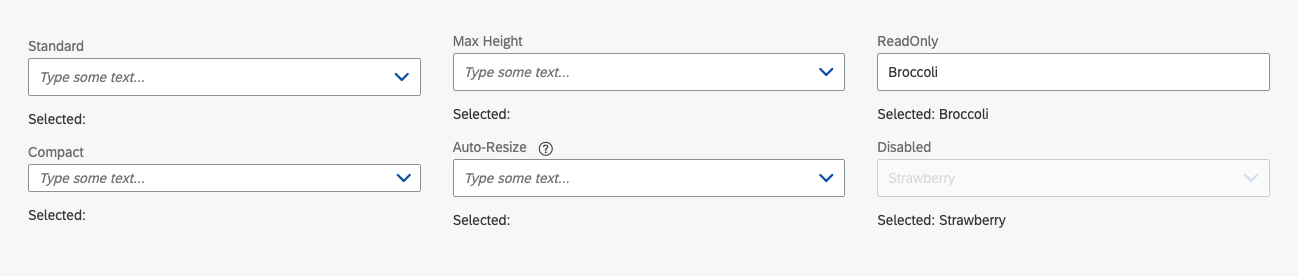 Standard
Type some text...
Selected:
Compact
Type some text...
Selected:
Max Height
Type some text...
Selected:
Auto-Resize ?
Type some text...
Selected:
ReadOnly
Broccoli
Selected: Broccoli
Disabled
Strawberry
Selected: Strawberry